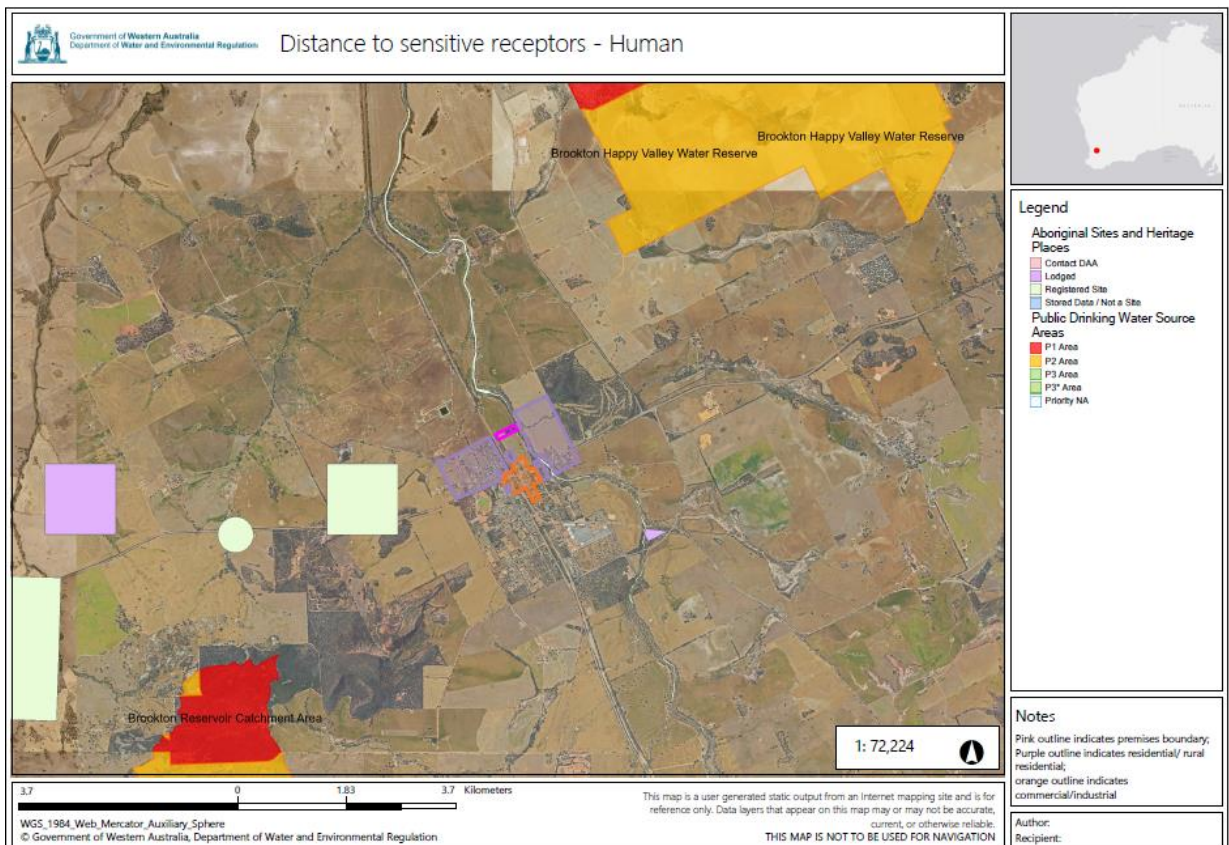 Government of Western Australia
Department of Water and Environmental Regulation
Distance to sensitive receptors - Human
Brookton Happy Valley Water Reserve
Brookton Happy Valley Water Reserve
Brookton Reservoir Catchment Area
1: 72,224
Legend
Aboriginal Sites and Heritage
Places
Contact DAA
Lodged
Registered Site
Stored Data / Not a Site
Public Drinking Water Source
Areas
P1 Area
P2 Area
P3 Area
P3* Area
Priority NA
Notes
Pink outline indicates premises boundary;
Purple outline indicates residential/ rural
residential;
orange outline indicates
commercial/industrial
3.7 0 1.83 3.7 Kilometers
WGS_1984_Web_Mercator_Auxiliary_Sphere
© Government of Western Australia, Department of Water and Environmental Regulation
This map is a user generated static output from an Internet mapping site and is for
reference only. Data layers that appear on this map may or may not be accurate,
current, or otherwise reliable.
THIS MAP IS NOT TO BE USED FOR NAVIGATION
Author:
Recipient: